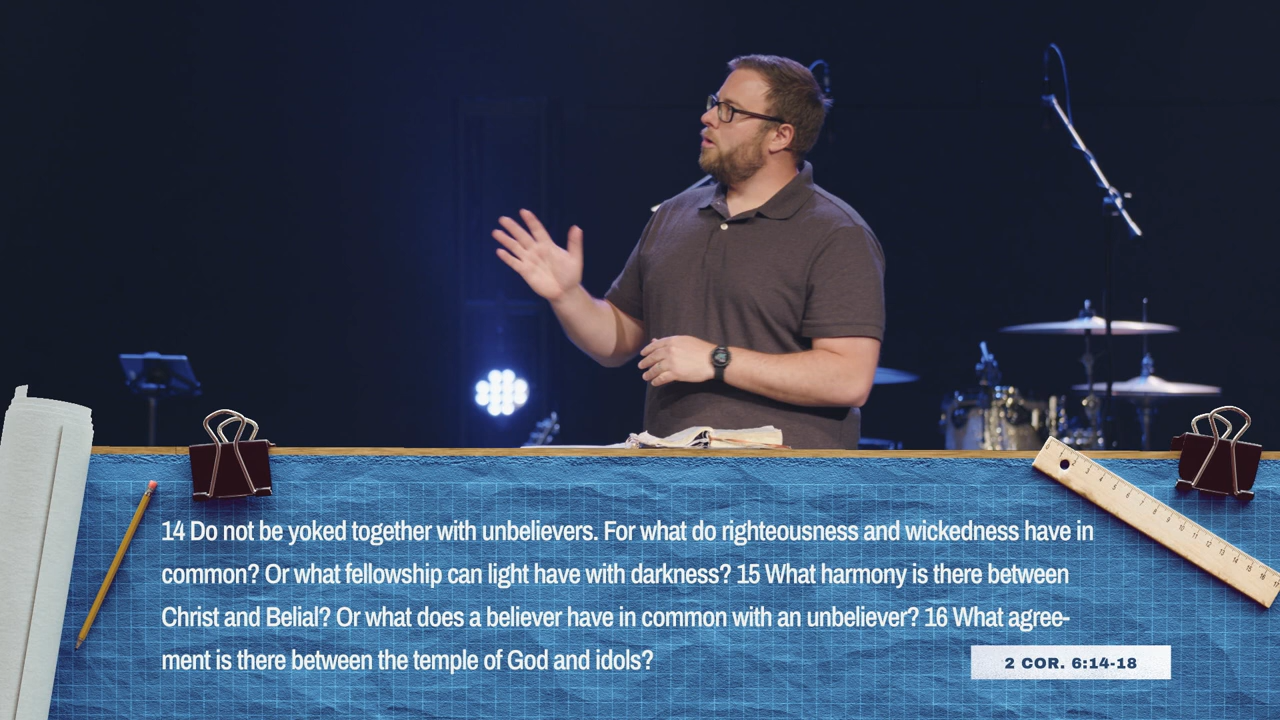 14 Do not be yoked together with unbelievers. For what do righteousness and wickedness have in
common? Or what fellowship can light have with darkness? 15 What harmony is there between
Christ and Belial? Or what does a believer have in common with an unbeliever? 16 What agree-
ment is there between the temple of God and idols?
2 COR. 6:14-18